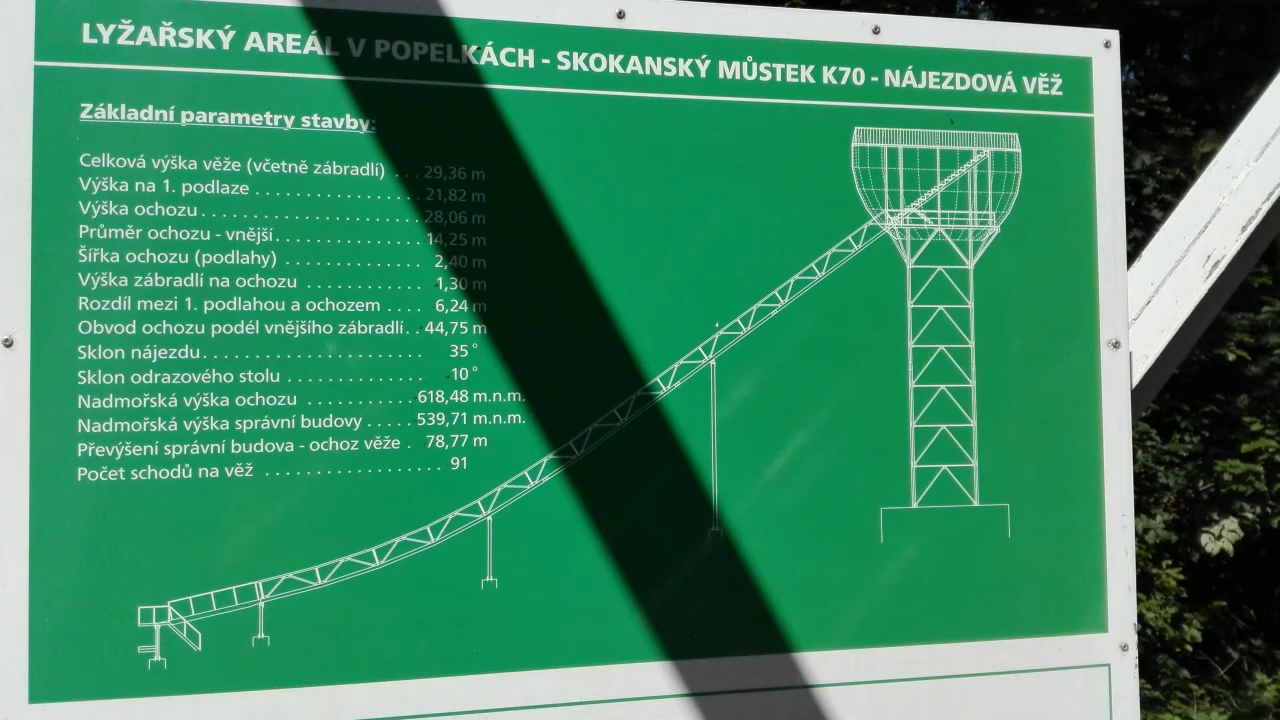 LYŽAŘSKÝ AREÁL V POPELKÁCH - SKOKANSKÝ MŮSTEK K70 - NÁJEZDOVÁ VĚŽ
Základní parametry stavby:
Celková výška věže (včetně zábradlí) . . . 29,36 m
Výška na 1. podlaze . . . . . . . . . . . . . . . . . 21,82 m
Výška ochozu . . . . . . . . . . . . . . . . . . . . . . 28,06 m
Průměr ochozu - vnější . . . . . . . . . . . . . . . 14,25 m
Šířka ochozu (podlahy) . . . . . . . . . . . . . . 2,40 m
Výška zábradlí na ochozu . . . . . . . . . . . . 1,30 m
Rozdíl mezi 1. podlahou a ochozem . . . . 6,24 m
Obvod ochozu podél vnějšího zábradlí. . 44,75 m
Sklon nájezdu . . . . . . . . . . . . . . . . . . . . . . 35 °
Sklon odrazového stolu . . . . . . . . . . . . . . 10 °
Nadmořská výška ochozu . . . . . . . . . . . 618,48 m.n.m.
Nadmořská výška správní budovy . . . . . 539,71 m.n.m.
Převýšení správní budova - ochoz věže . 78,77 m
Počet schodů na věž . . . . . . . . . . . . . . . . . 91